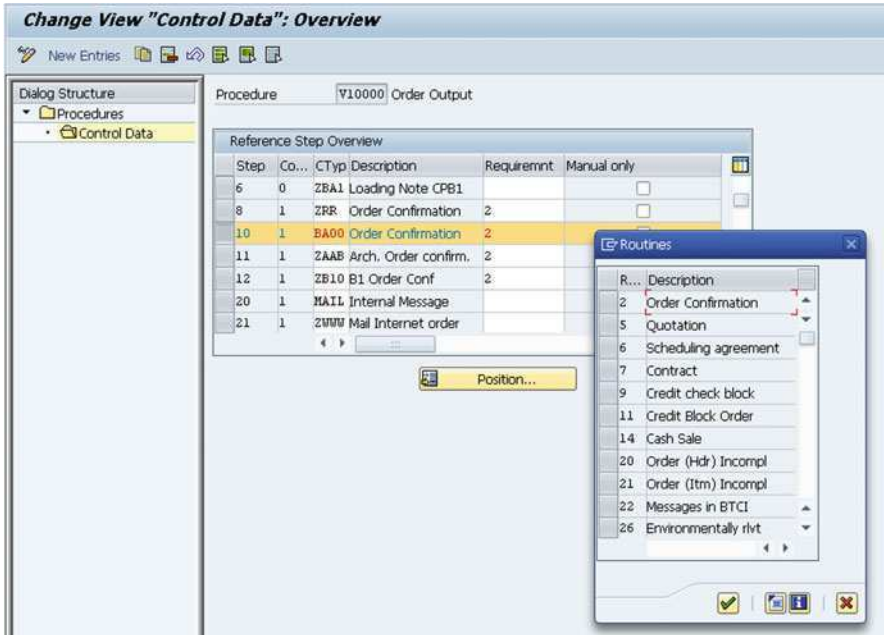 Change View "Control Data": Overview
New Entries
Dialog Structure
Procedures
Control Data
Procedure V10000 Order Output
Reference Step Overview
Step Co... CTyp Description Requiremnt Manual only
6 0 ZBA1 Loading Note CPB1
8 1 ZRR Order Confirmation 2
10 1 BA00 Order Confirmation 2
11 1 ZAAB Arch. Order confirm. 2
12 1 ZB10 B1 Order Conf 2
20 1 MAIL Internal Message
21 1 ZWWW Mail Internet order
Position...
Routines
R... Description
2 Order Confirmation
5 Quotation
6 Scheduling agreement
7 Contract
9 Credit check block
11 Credit Block Order
14 Cash Sale
20 Order (Hdr) Incompl
21 Order (Itm) Incompl
22 Messages in BTCI
26 Environmentally rlvt